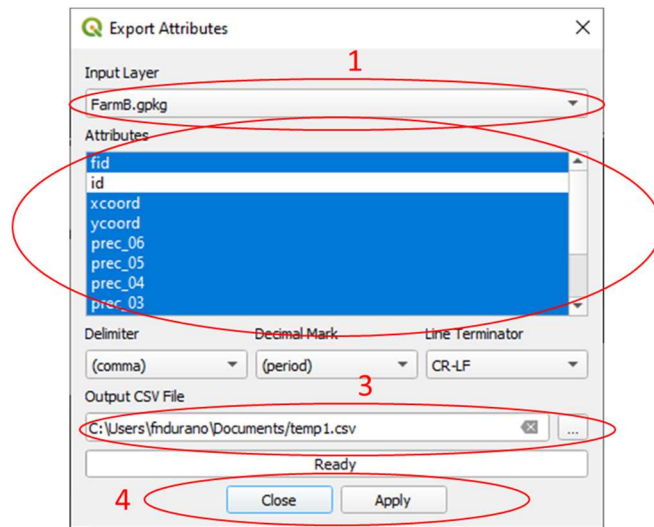 Export Attributes
1
Input Layer
FarmB.gpkg
Attributes
fid
id
xcoord
ycoord
prec_06
prec_05
prec_04
prec_03
Delimiter Decimal Mark Line Terminator
(comma) (period) CR-LF
3
Output CSV File
C:\Users\fndurano\Documents/temp1.csv ...
Ready
4 Close Apply